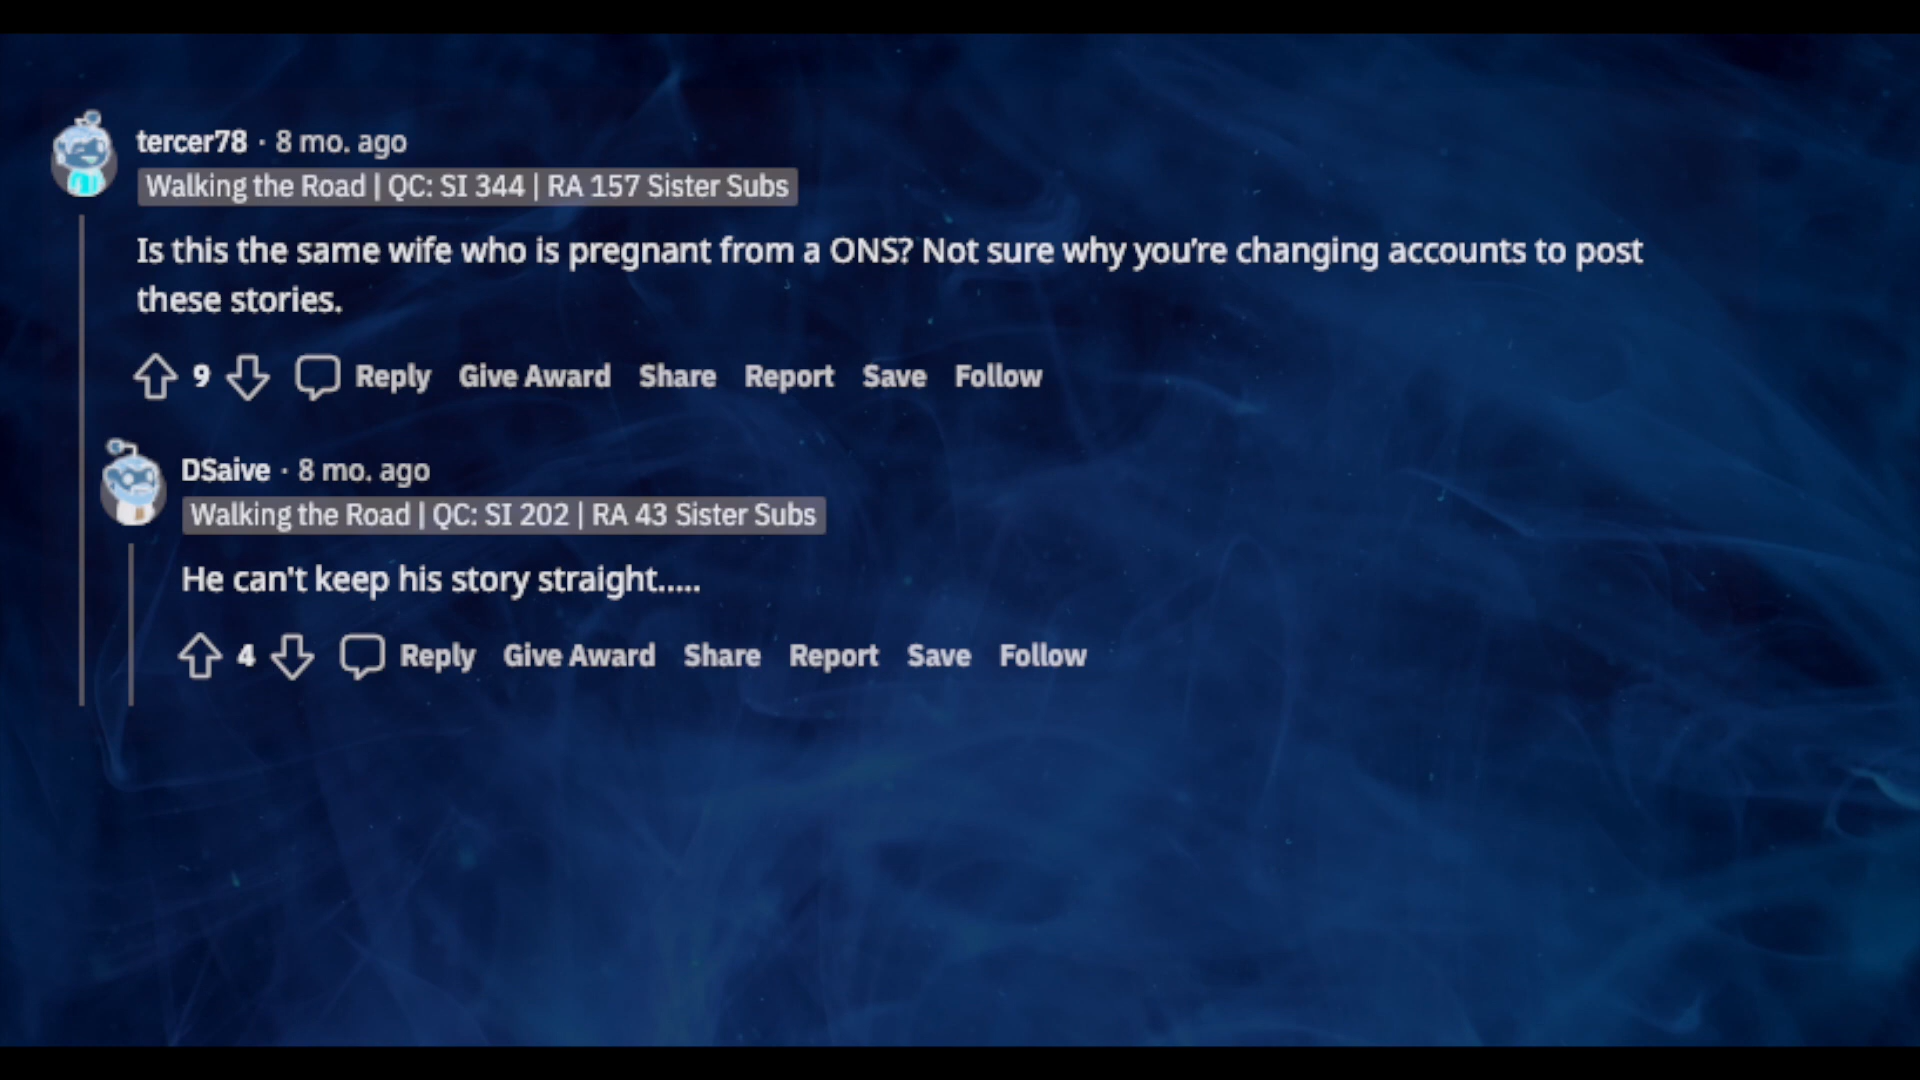 tercer78 · 8 mo. ago
Walking the Road | QC: SI 344 | RA 157 Sister Subs
Is this the same wife who is pregnant from a ONS? Not sure why you’re changing accounts to post
these stories.
9 Reply Give Award Share Report Save Follow
DSaive · 8 mo. ago
Walking the Road | QC: SI 202 | RA 43 Sister Subs
He can't keep his story straight.....
4 Reply Give Award Share Report Save Follow